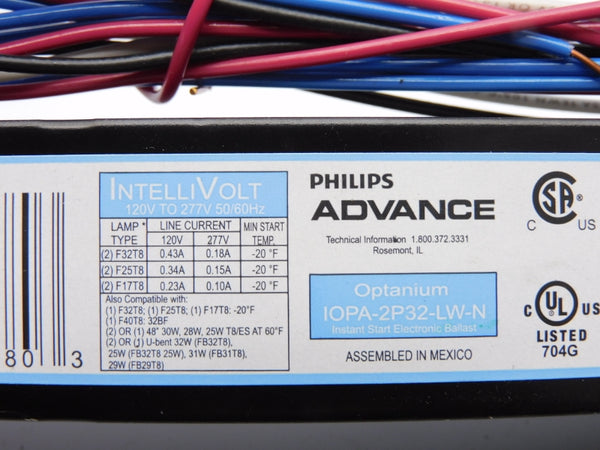 INTELLIVOLT
120V TO 277V 50/60Hz
LAMP * TYPE LINE CURRENT MIN START TEMP.
120V 277V
(2) F32T8 0.43A 0.18A -20 °F
(2) F25T8 0.34A 0.15A -20 °F
(2) F17T8 0.23A 0.10A -20 °F
Also Compatible with:
(1) F32T8; (1) F25T8; (1) F17T8: -20°F
(1) F40T8: 32BF
(2) OR (1) 48" 30W, 28W, 25W T8/ES AT 60°F
(2) OR (1) U-bent 32W (FB32T8),
25W (FB32T8 25W), 31W (FB31T8),
29W (FB29T8)
80 3
PHILIPS
ADVANCE
Technical Information 1.800.372.3331
Rosemont, IL
Optanium
IOPA-2P32-LW-N
Instant Start Electronic Ballast
ASSEMBLED IN MEXICO
SA ®
C US
C UL ® US
LISTED
704G